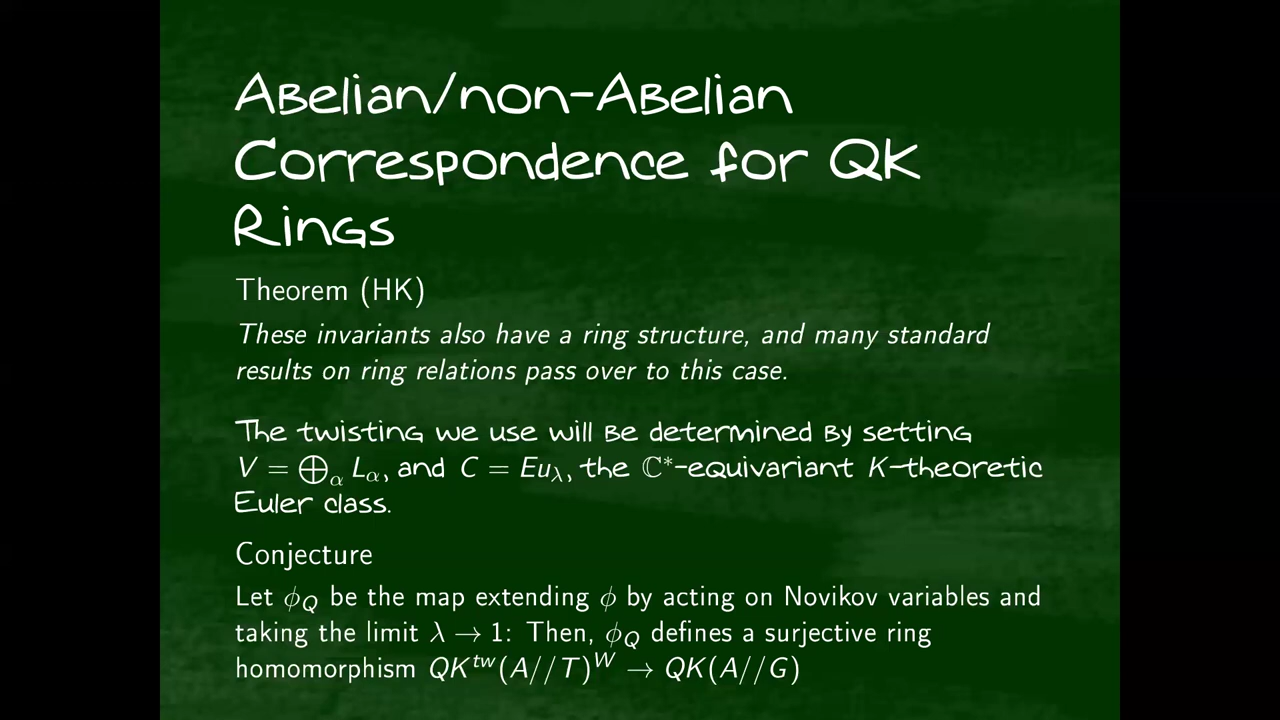 Abelian/non-Abelian
Correspondence for QK
Rings
Theorem (HK)
These invariants also have a ring structure, and many standard
results on ring relations pass over to this case.
The twisting we use will be determined by setting
V = ⨁_α L_α, and C = Eu_λ, the ℂ*-equivariant K-theoretic
Euler class.
Conjecture
Let ϕ_Q be the map extending ϕ by acting on Novikov variables and
taking the limit λ → 1: Then, ϕ_Q defines a surjective ring
homomorphism QK^{tw}(A//T)^W → QK(A//G)